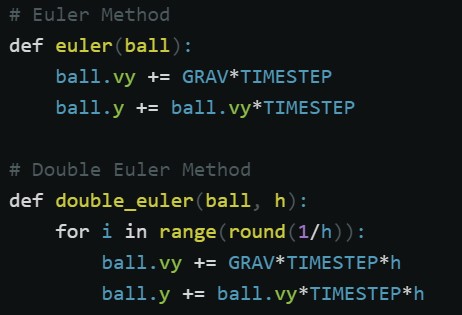 # Euler Method
def euler(ball):
    ball.vy += GRAV*TIMESTEP
    ball.y += ball.vy*TIMESTEP

# Double Euler Method
def double_euler(ball, h):
    for i in range(round(1/h)):
        ball.vy += GRAV*TIMESTEP*h
        ball.y += ball.vy*TIMESTEP*h